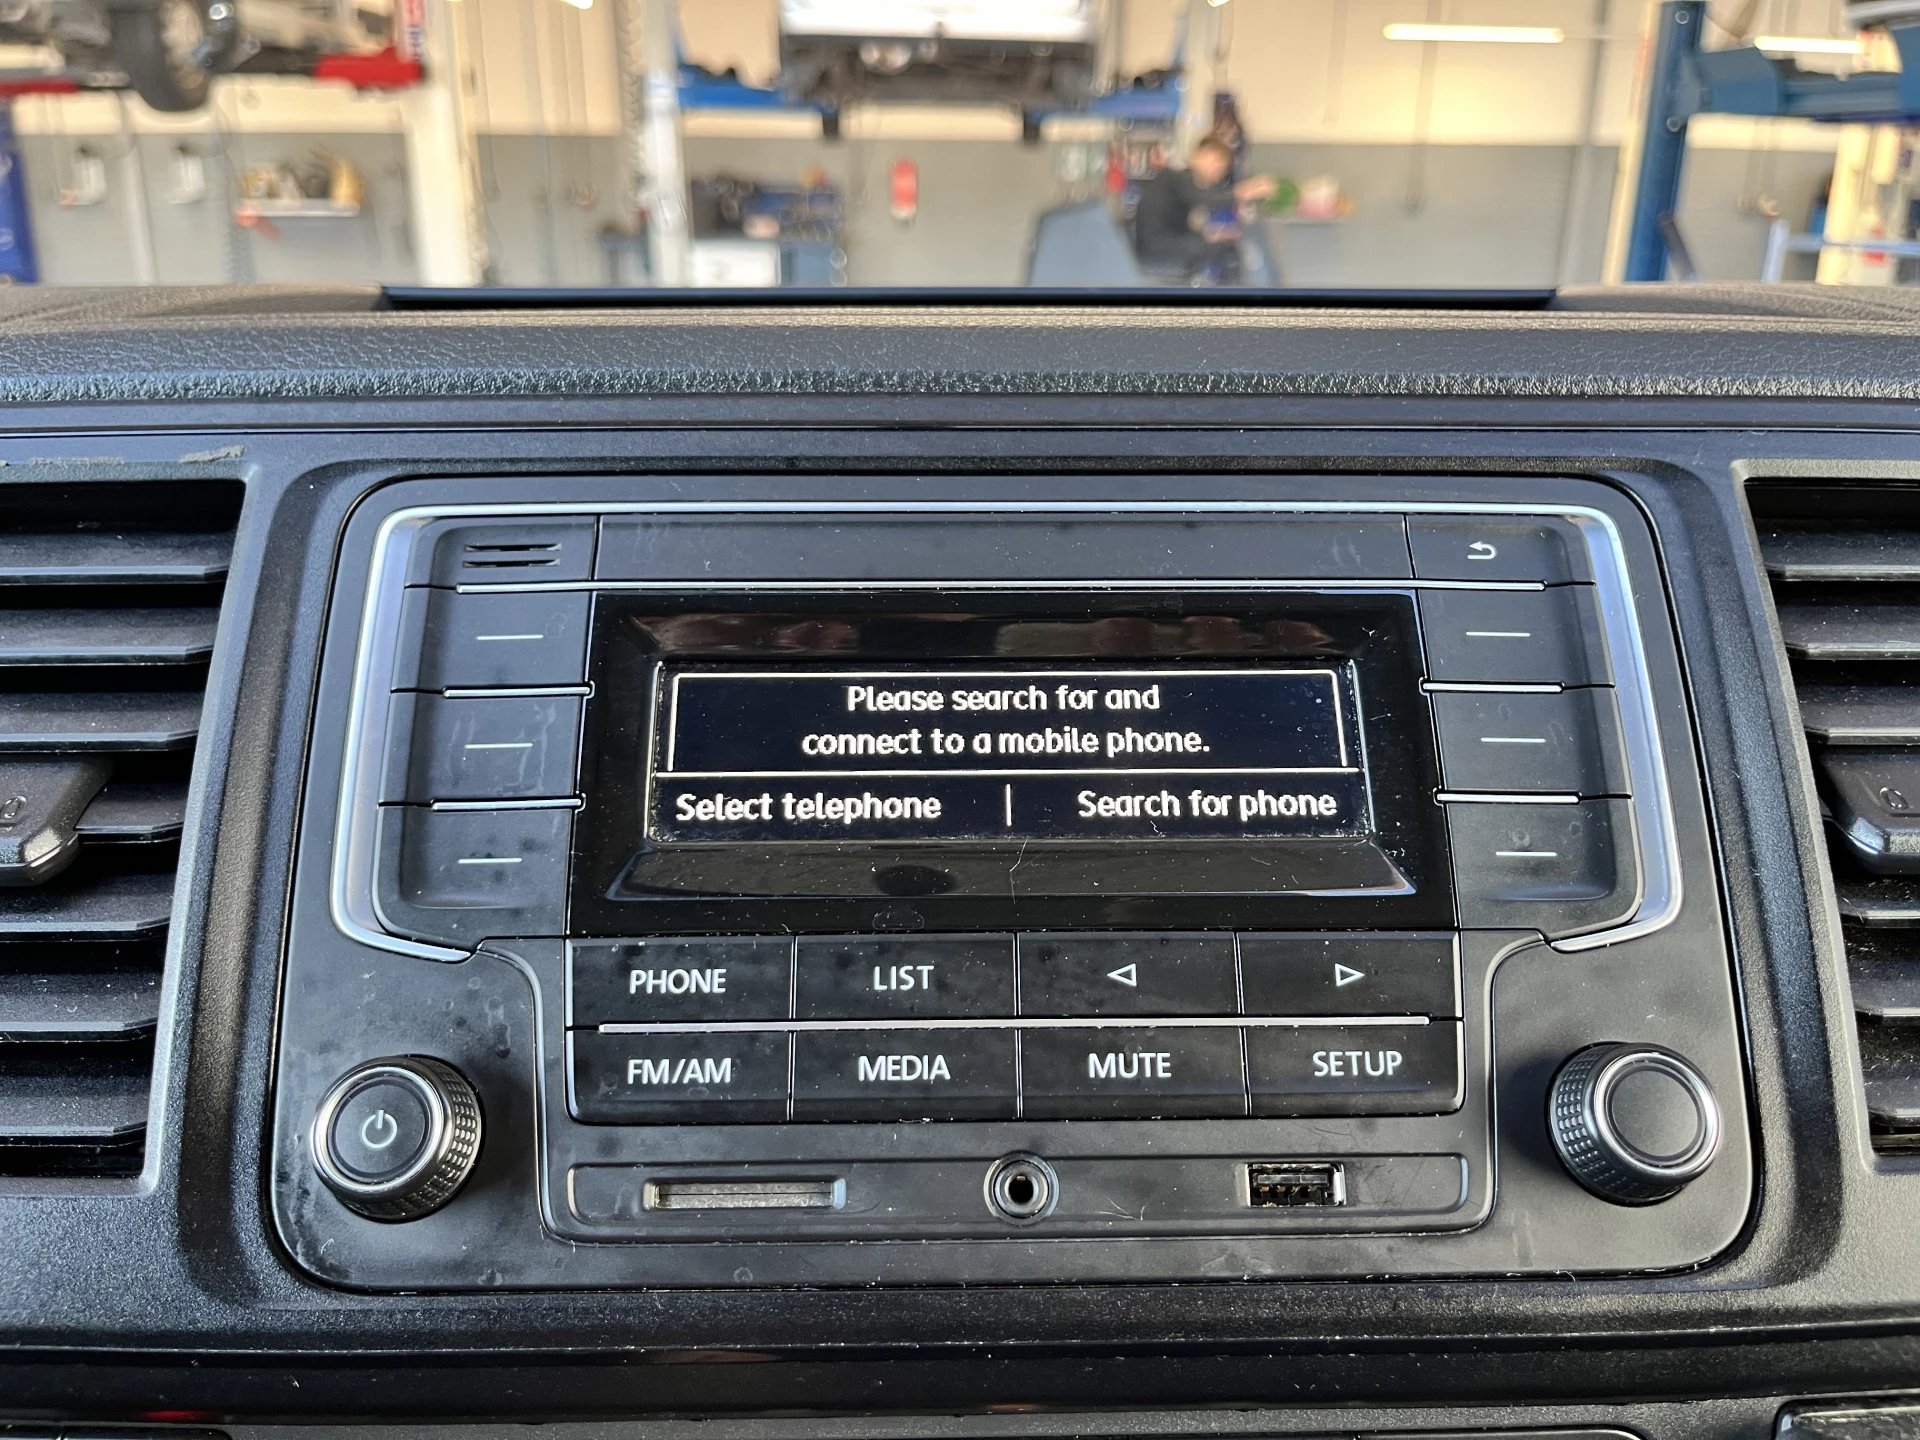 Please search for and
connect to a mobile phone.
Select telephone | Search for phone
PHONE LIST
FM/AM MEDIA MUTE SETUP